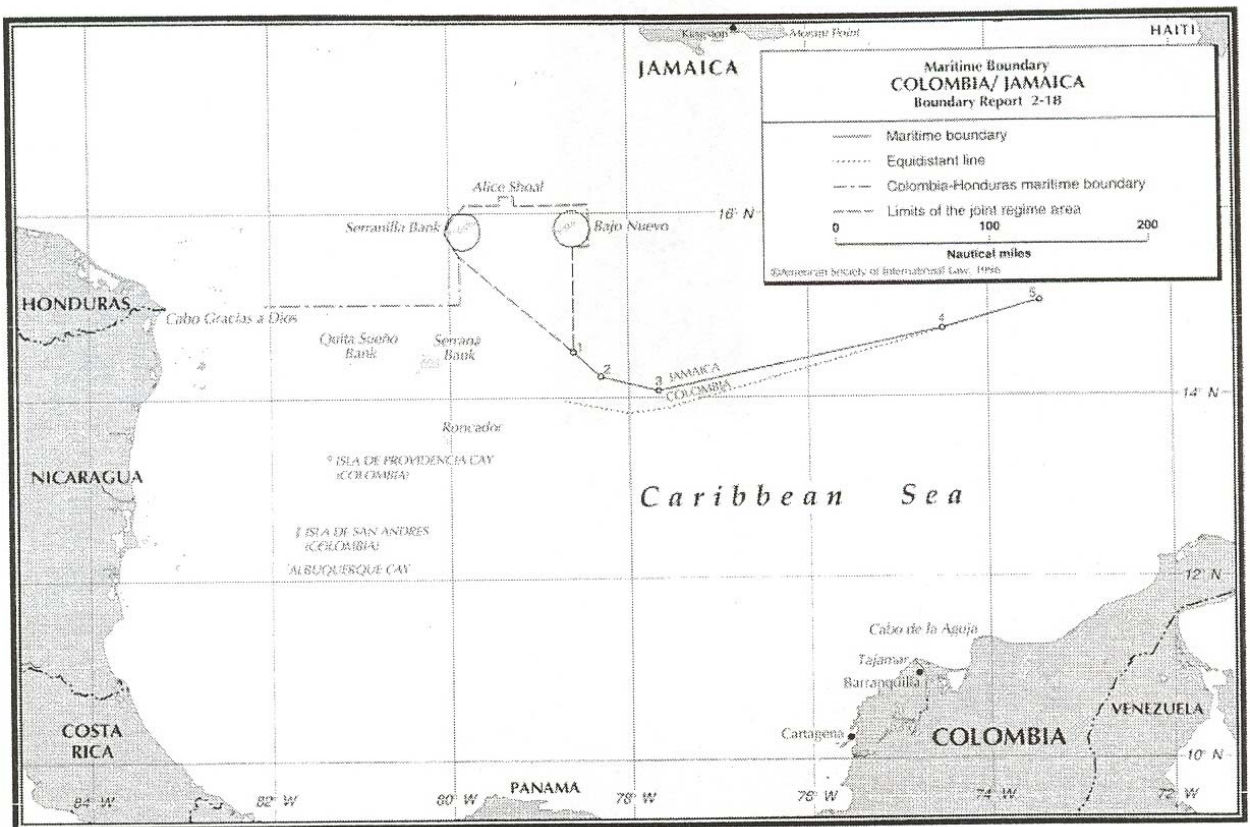 Kingston
Morant Point
HAITI
JAMAICA
Maritime Boundary
COLOMBIA/ JAMAICA
Boundary Report 2-18
Maritime boundary
Equidistant line
Colombia-Honduras maritime boundary
Limits of the joint regime area
0 100 200
Nautical miles
©American Society of International Law, 1996
Alice Shoal
16° N
Serranilla Bank
Bajo Nuevo
HONDURAS
Cabo Gracias a Dios
Quita Sueño
Bank
Serrana
Bank
1
2
3
4
5
JAMAICA
COLOMBIA
14° N
Roncador
ISLA DE PROVIDENCIA CAY
(COLOMBIA)
NICARAGUA
Caribbean Sea
ISLA DE SAN ANDRES
(COLOMBIA)
ALBUQUERQUE CAY
12° N
Cabo de la Aguja
Tajamar
Barranquilla
VENEZUELA
COSTA
RICA
Cartagena
COLOMBIA
10° N
PANAMA
84° W
82° W
80° W
78° W
76° W
74° W
72° W